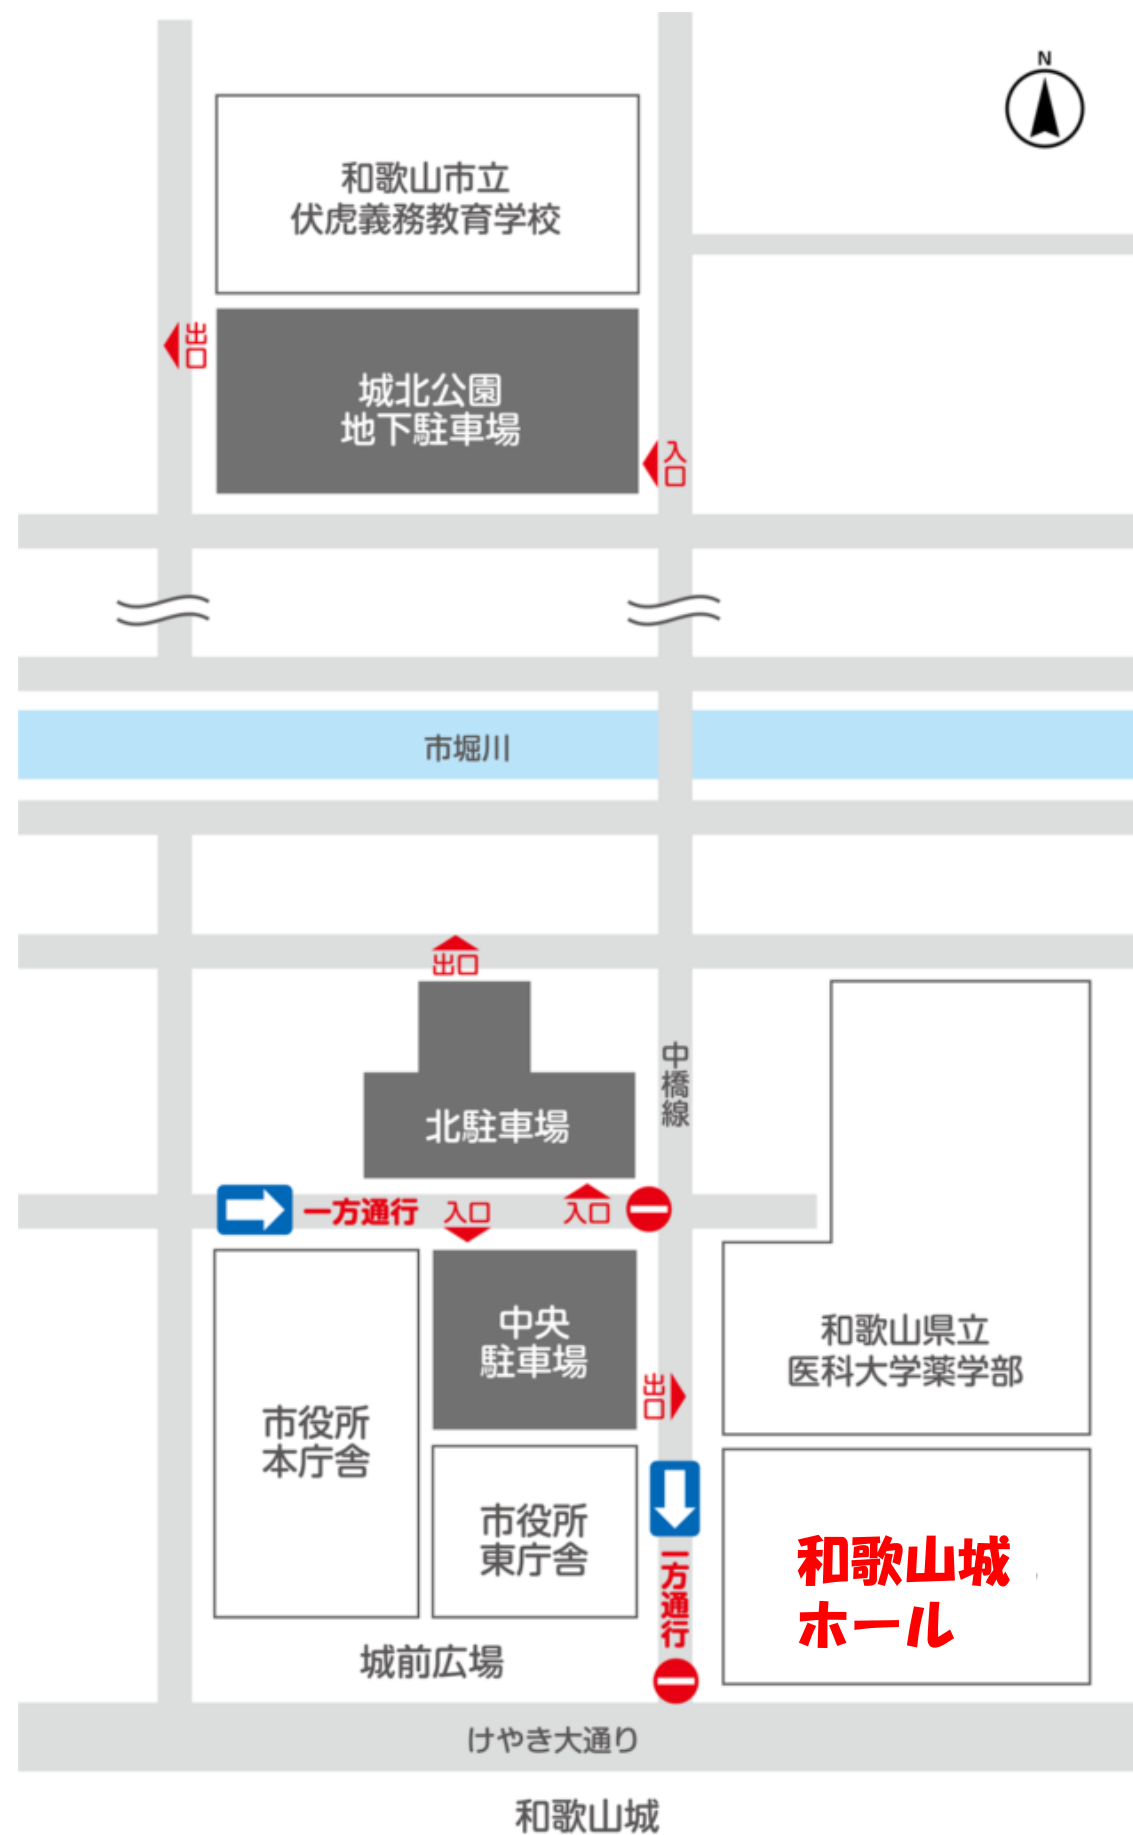 N
和歌山市立
伏虎義務教育学校
出口
城北公園
地下駐車場
入口
市堀川
出口
中橋線
北駐車場
一方通行
入口
入口
中央
駐車場
出口
和歌山県立
医科大学薬学部
市役所
本庁舎
市役所
東庁舎
一方通行
和歌山城
ホール
城前広場
けやき大通り
和歌山城